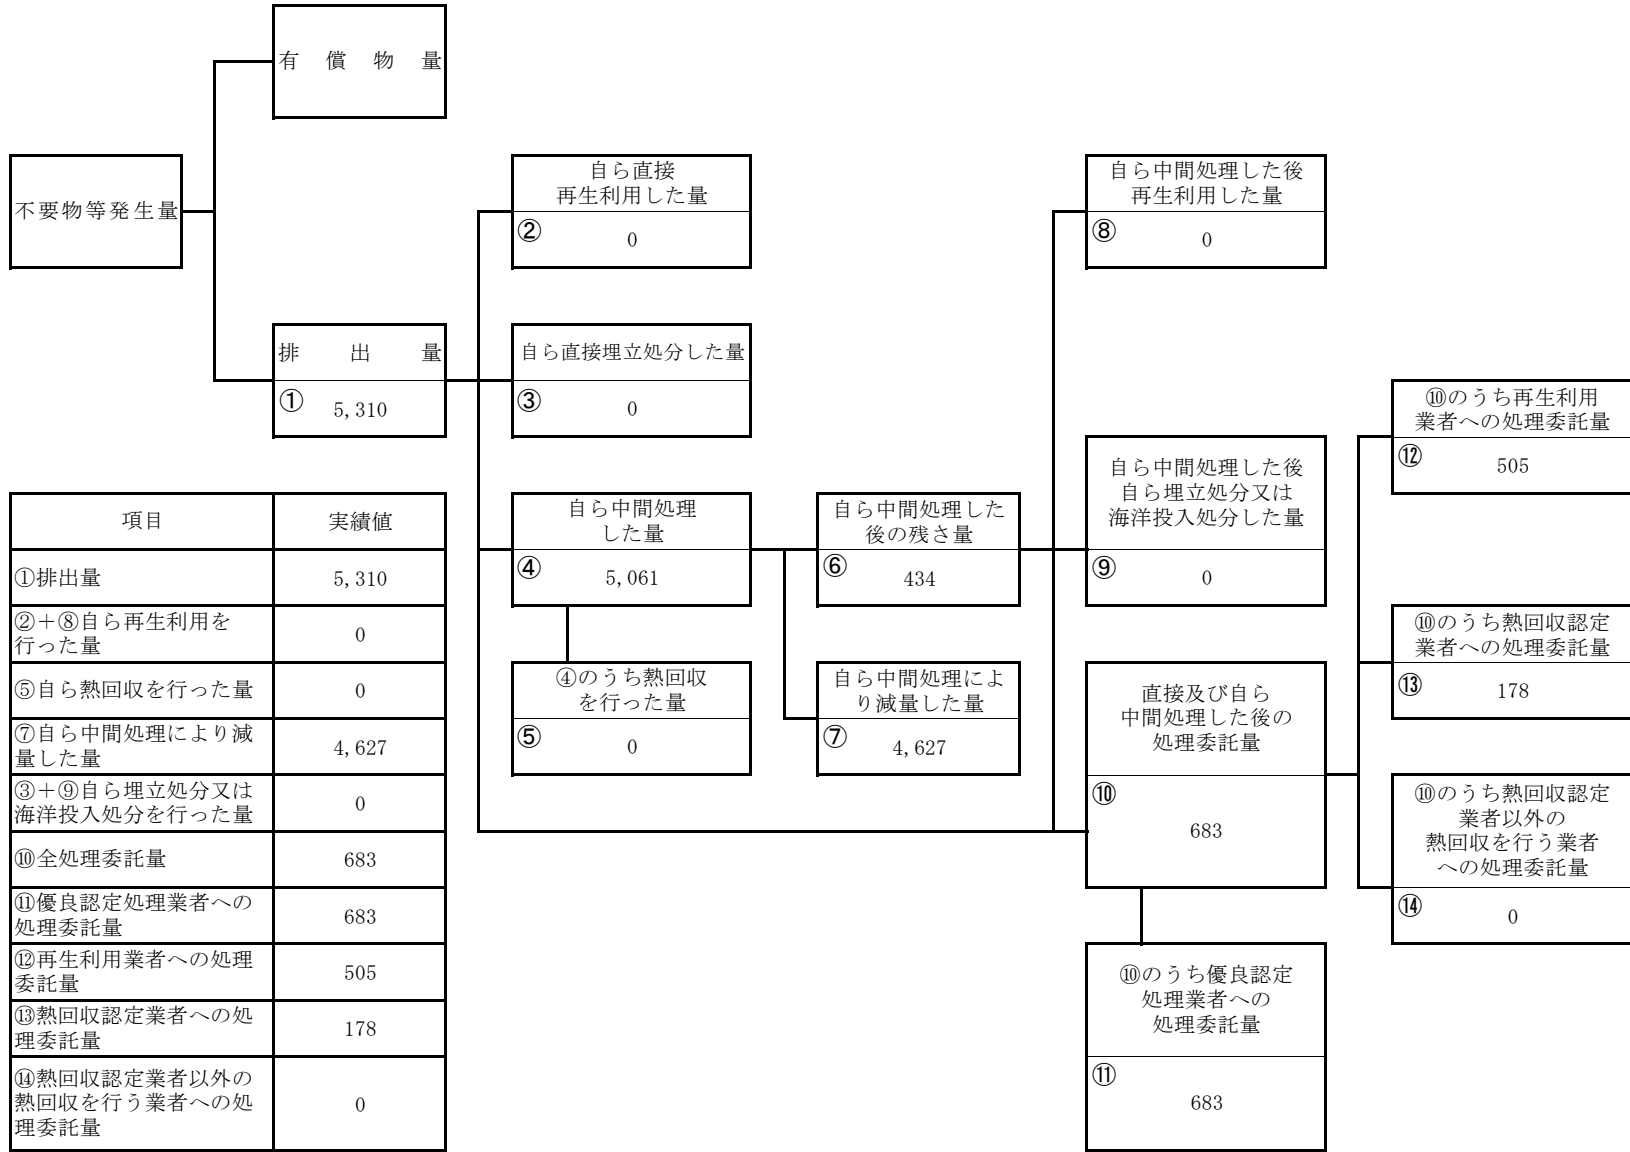 有償物量
不要物等発生量
排出量
① 5,310
自ら直接
再生利用した量
② 0
自ら直接埋立処分した量
③ 0
自ら中間処理
した量
④ 5,061
④のうち熱回収
を行った量
⑤ 0
自ら中間処理した
後の残さ量
⑥ 434
自ら中間処理によ
り減量した量
⑦ 4,627
自ら中間処理した後
再生利用した量
⑧ 0
自ら中間処理した後
自ら埋立処分又は
海洋投入処分した量
⑨ 0
直接及び自ら
中間処理した後の
処理委託量
⑩
683
⑩のうち優良認定
処理業者への
処理委託量
⑪
683
⑩のうち再生利用
業者への処理委託量
⑫ 505
⑩のうち熱回収認定
業者への処理委託量
⑬ 178
⑩のうち熱回収認定
業者以外の
熱回収を行う業者
への処理委託量
⑭ 0
項目 実績値
①排出量 5,310
②+⑧自ら再生利用を
行った量 0
⑤自ら熱回収を行った量 0
⑦自ら中間処理により減
量した量 4,627
③+⑨自ら埋立処分又は
海洋投入処分を行った量 0
⑩全処理委託量 683
⑪優良認定処理業者への
処理委託量 683
⑫再生利用業者への処理
委託量 505
⑬熱回収認定業者への処
理委託量 178
⑭熱回収認定業者以外の
熱回収を行う業者への処
理委託量 0